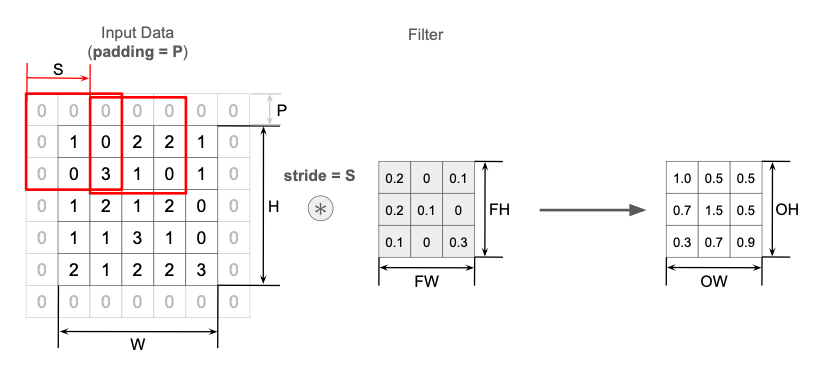 Input Data
(padding = P)
Filter
S
0 0 0 0 0 0 0
P
0 1 0 2 2 1 0
0 0 3 1 0 1 0
0 1 2 1 2 0 0
0 1 1 3 1 0 0
0 2 1 2 2 3 0
0 0 0 0 0 0 0
H
W
stride = S
*
0.2 0 0.1
0.2 0.1 0
0.1 0 0.3
FH
FW
1.0 0.5 0.5
0.7 1.5 0.5
0.3 0.7 0.9
OH
OW